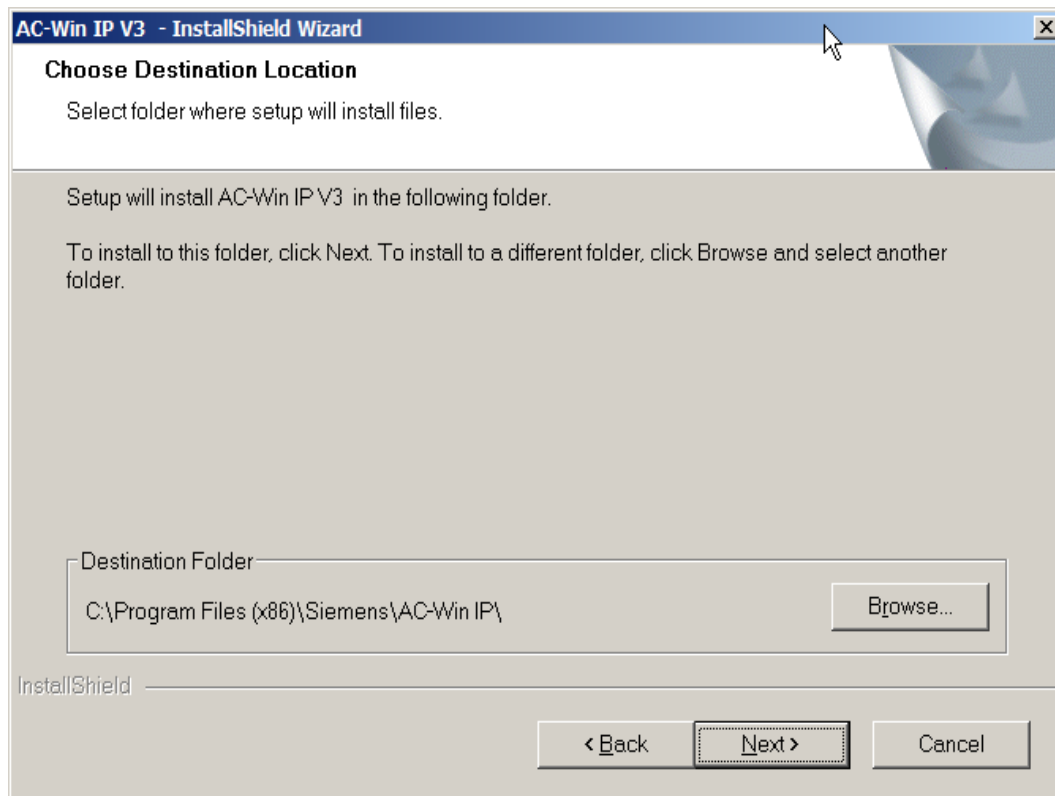 AC-Win IP V3  - InstallShield Wizard
Choose Destination Location
Select folder where setup will install files.
Setup will install AC-Win IP V3  in the following folder.
To install to this folder, click Next. To install to a different folder, click Browse and select another
folder.
Destination Folder
C:\Program Files (x86)\Siemens\AC-Win IP\
Browse...
InstallShield
< Back
Next >
Cancel